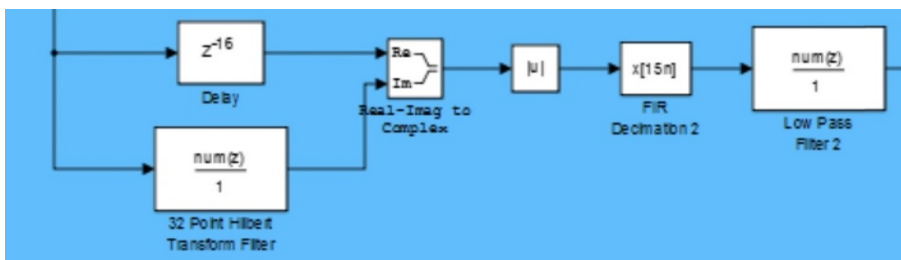 z-16
Delay
num(z)
1
32 Point Hilbert
Transform Filter
Re
Im
Real-Imag to
Complex
|u|
x[15n]
FIR
Decimation 2
num(z)
1
Low Pass
Filter 2